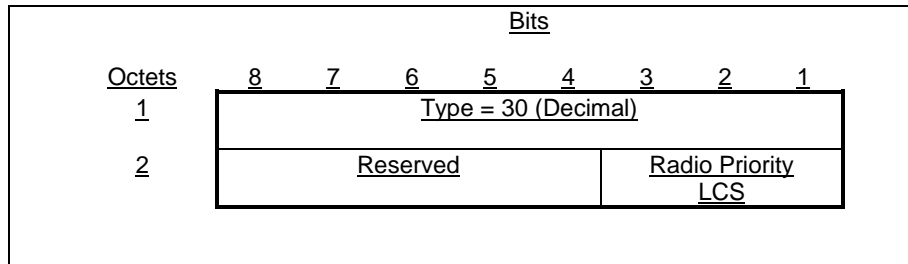 Bits
Octets 8 7 6 5 4 3 2 1
1 Type = 30 (Decimal)
2 Reserved Radio Priority
LCS